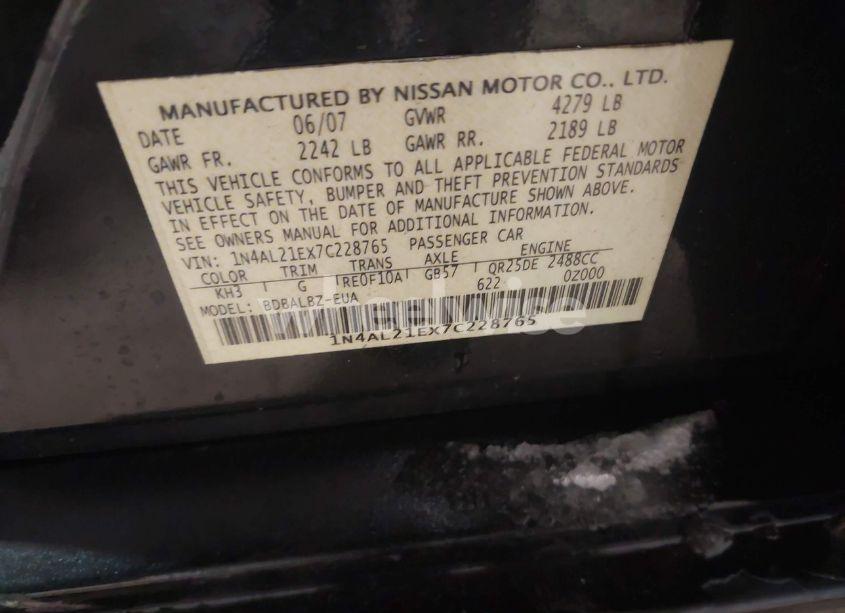 MANUFACTURED BY NISSAN MOTOR CO., LTD.
DATE 06/07 GVWR 4279 LB
GAWR FR. 2242 LB GAWR RR. 2189 LB
THIS VEHICLE CONFORMS TO ALL APPLICABLE FEDERAL MOTOR
VEHICLE SAFETY, BUMPER AND THEFT PREVENTION STANDARDS
IN EFFECT ON THE DATE OF MANUFACTURE SHOWN ABOVE.
SEE OWNERS MANUAL FOR ADDITIONAL INFORMATION.
VIN: 1N4AL21EX7C228765 PASSENGER CAR
COLOR TRIM TRANS AXLE ENGINE
KH3 G RE0F10A GB57 QR25DE 2488CC
MODEL: BDBALBZ-EUA 622 0Z000
1N4AL21EX7C228765